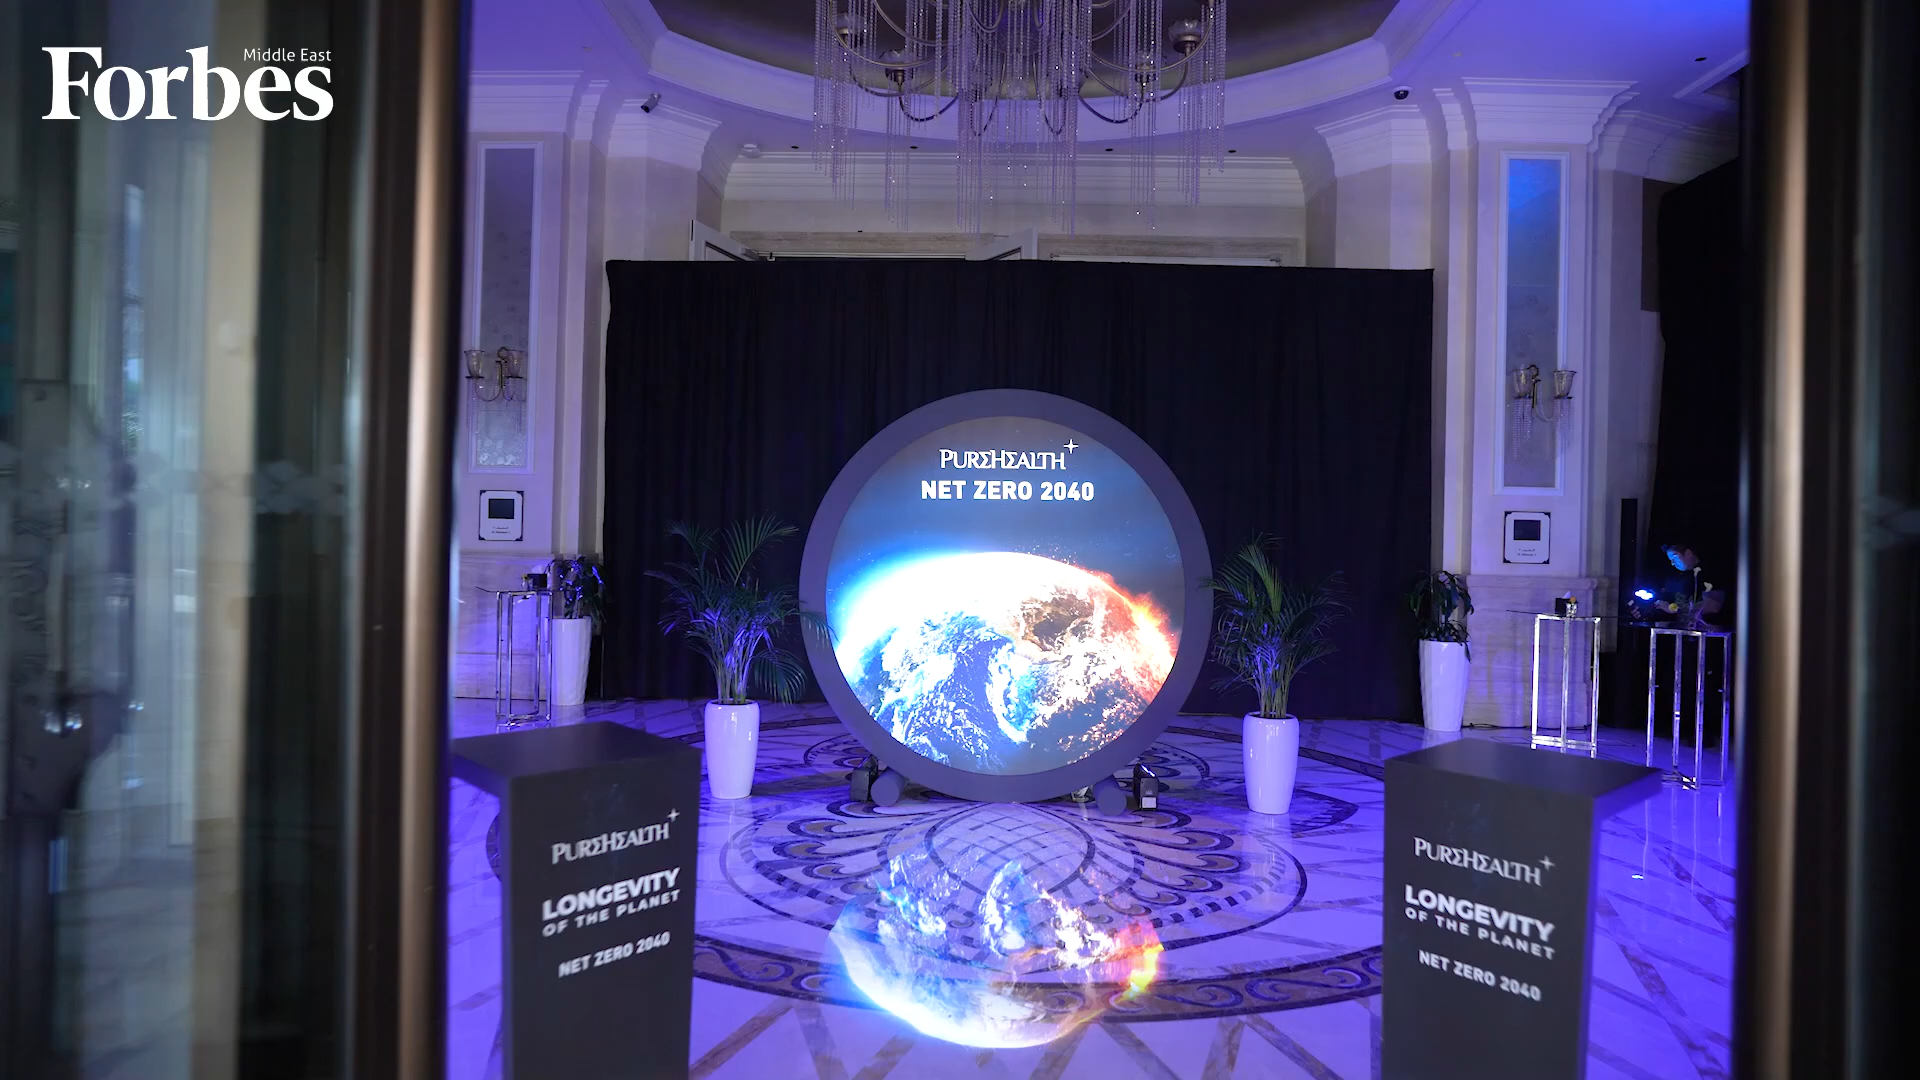 Forbes
Middle East
PUREHEALTH
NET ZERO 2040
PUREHEALTH
LONGEVITY
OF THE PLANET
NET ZERO 2040
PUREHEALTH
LONGEVITY
OF THE PLANET
NET ZERO 2040